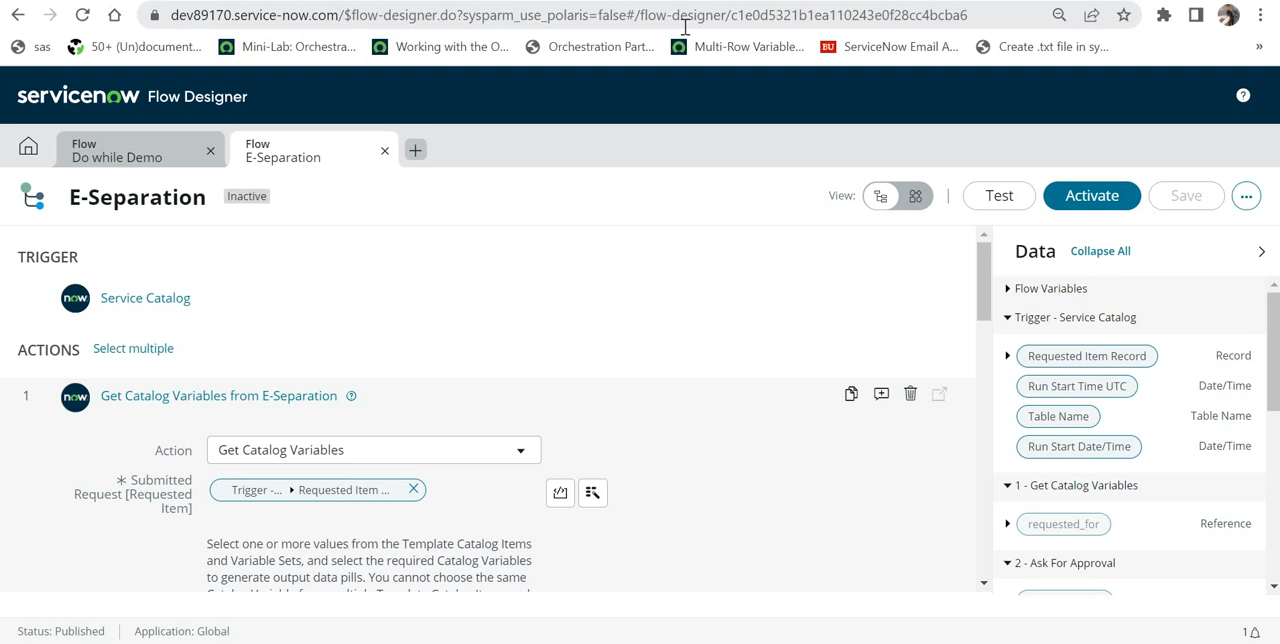 dev89170.service-now.com/$flow-designer.do?sysparm_use_polaris=false#/flow-designer/c1e0d5321b1ea110243e0f28cc4bcba6
sas
50+ (Un)document...
Mini-Lab: Orchestra...
Working with the O...
Orchestration Part...
Multi-Row Variable...
BU ServiceNow Email A...
Create .txt file in sy...
»
servicenow Flow Designer
Flow
Do while Demo
Flow
E-Separation
E-Separation Inactive
View:
Test
Activate
Save
TRIGGER
now Service Catalog
ACTIONS Select multiple
1 now Get Catalog Variables from E-Separation
Action Get Catalog Variables
* Submitted
Request [Requested
Item]
Trigger -... ▸ Requested Item ...
Select one or more values from the Template Catalog Items
and Variable Sets, and select the required Catalog Variables
to generate output data pills. You cannot choose the same
Data Collapse All
Flow Variables
Trigger - Service Catalog
Requested Item Record Record
Run Start Time UTC Date/Time
Table Name Table Name
Run Start Date/Time Date/Time
1 - Get Catalog Variables
requested_for Reference
2 - Ask For Approval
Status: Published
Application: Global
1